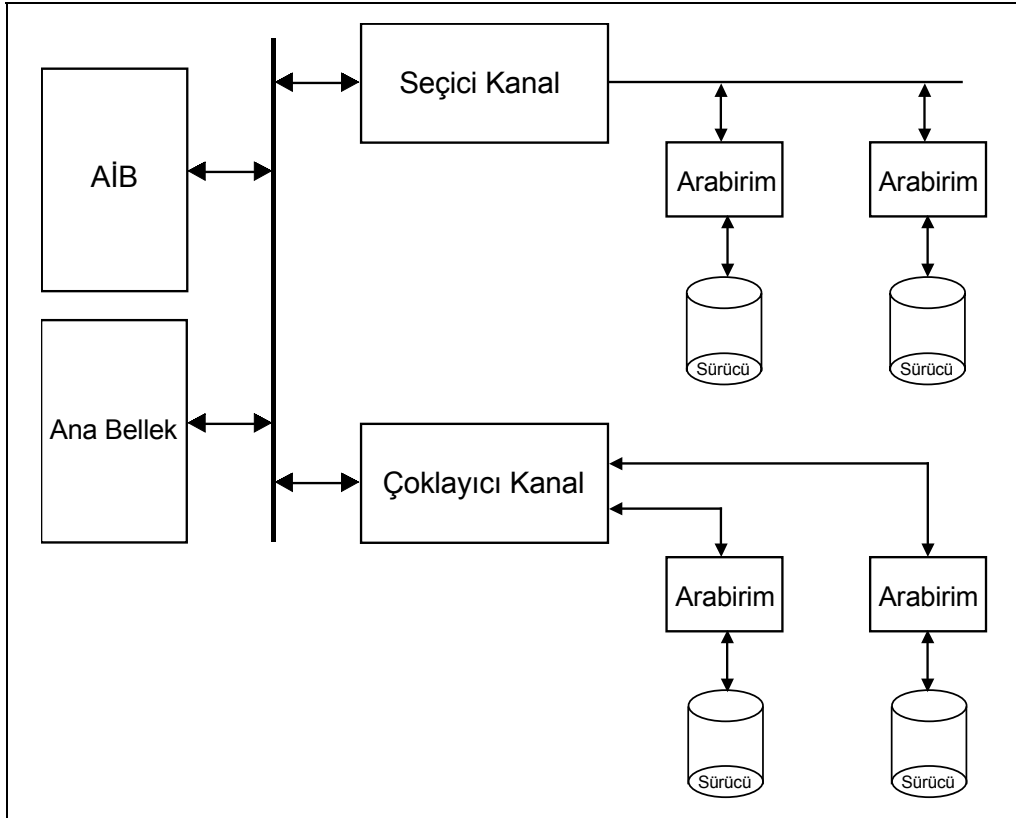 Seçici Kanal
AİB
Arabirim
Arabirim
Sürücü
Sürücü
Ana Bellek
Çoklayıcı Kanal
Arabirim
Arabirim
Sürücü
Sürücü